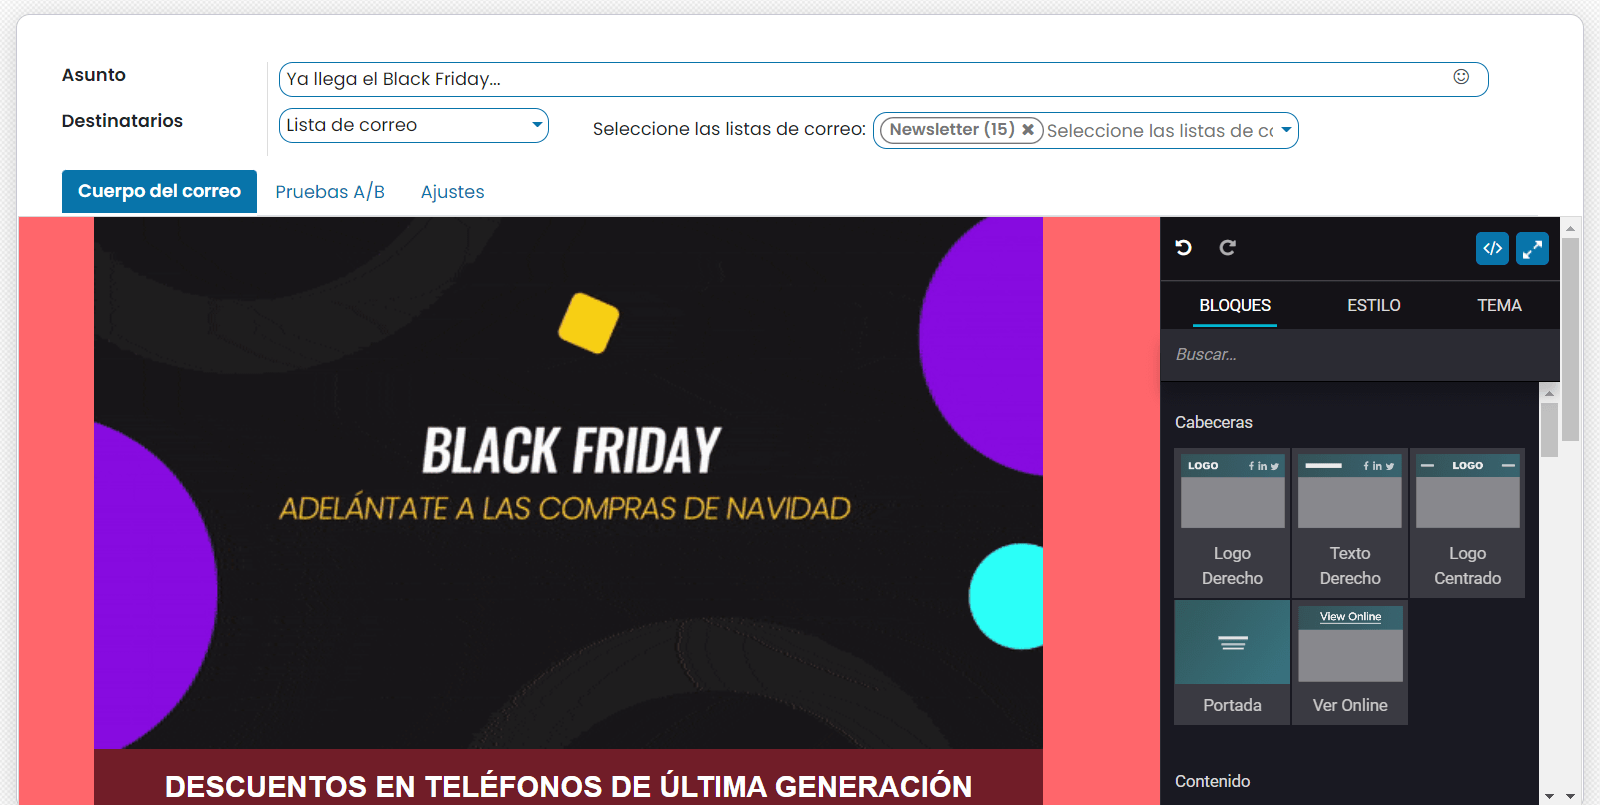 Asunto
Ya llega el Black Friday...
Destinatarios
Lista de correo
Seleccione las listas de correo:
Newsletter (15) ✖ Seleccione las listas de cc
Cuerpo del correo
Pruebas A/B
Ajustes
BLACK FRIDAY
ADELÁNTATE A LAS COMPRAS DE NAVIDAD
DESCUENTOS EN TELÉFONOS DE ÚLTIMA GENERACIÓN
</>
BLOQUES
ESTILO
TEMA
Buscar...
Cabeceras
LOGO
LOGO
Logo
Derecho
Texto
Derecho
Logo
Centrado
View Online
Portada
Ver Online
Contenido